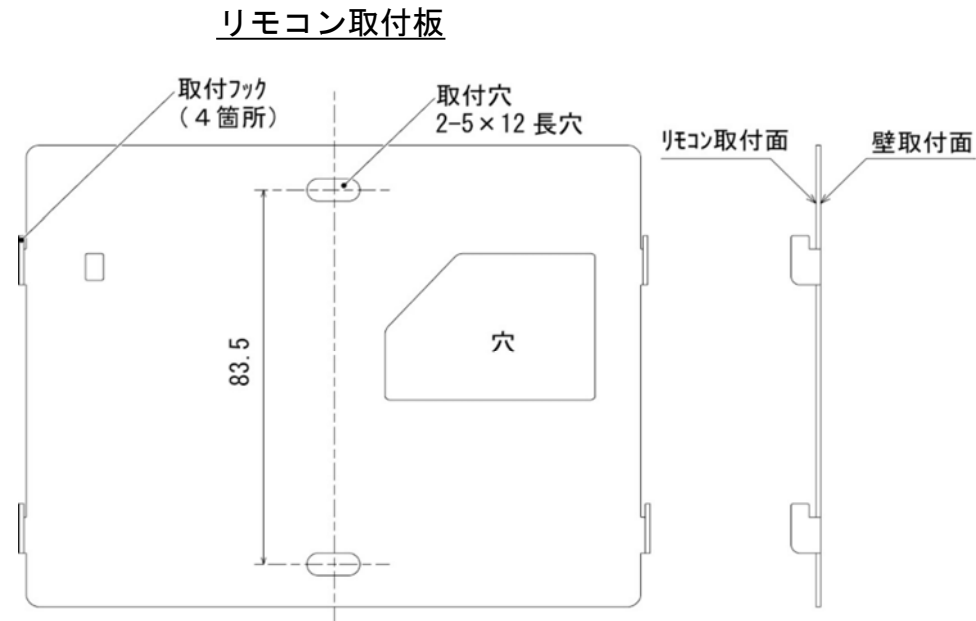 リモコン取付板
取付ﾌｯｸ
(４箇所)
取付穴
2-5×12 長穴
ﾘﾓｺﾝ取付面
壁取付面
83.5
穴